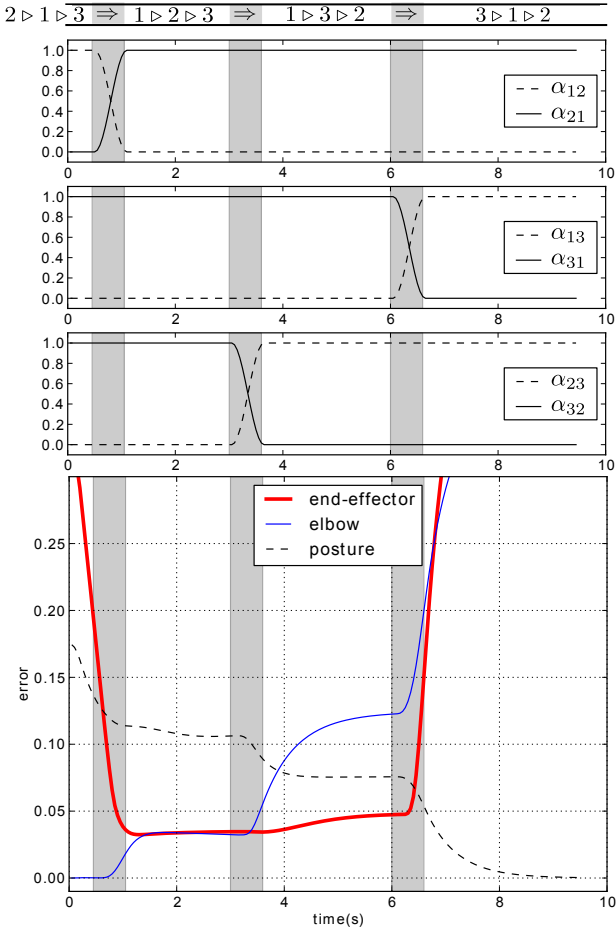 2 ▷ 1 ▷ 3 ⇒ 1 ▷ 2 ▷ 3 ⇒ 1 ▷ 3 ▷ 2 ⇒ 3 ▷ 1 ▷ 2
1.0
0.8
0.6
0.4
0.2
0.0
α12
α21
0 2 4 6 8 10
1.0
0.8
0.6
0.4
0.2
0.0
α13
α31
0 2 4 6 8 10
1.0
0.8
0.6
0.4
0.2
0.0
α23
α32
0 2 4 6 8 10
end-effector
elbow
posture
error
0.25
0.20
0.15
0.10
0.05
0.00
0 2 4 6 8 10
time(s)